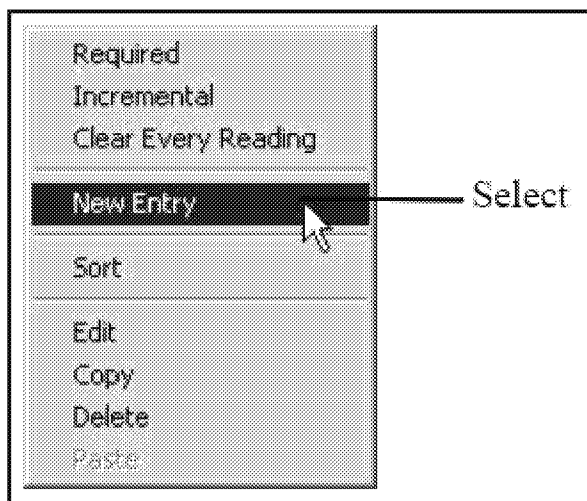 Required
Incremental
Clear Every Reading
New Entry
Select
Sort
Edit
Copy
Delete
Paste